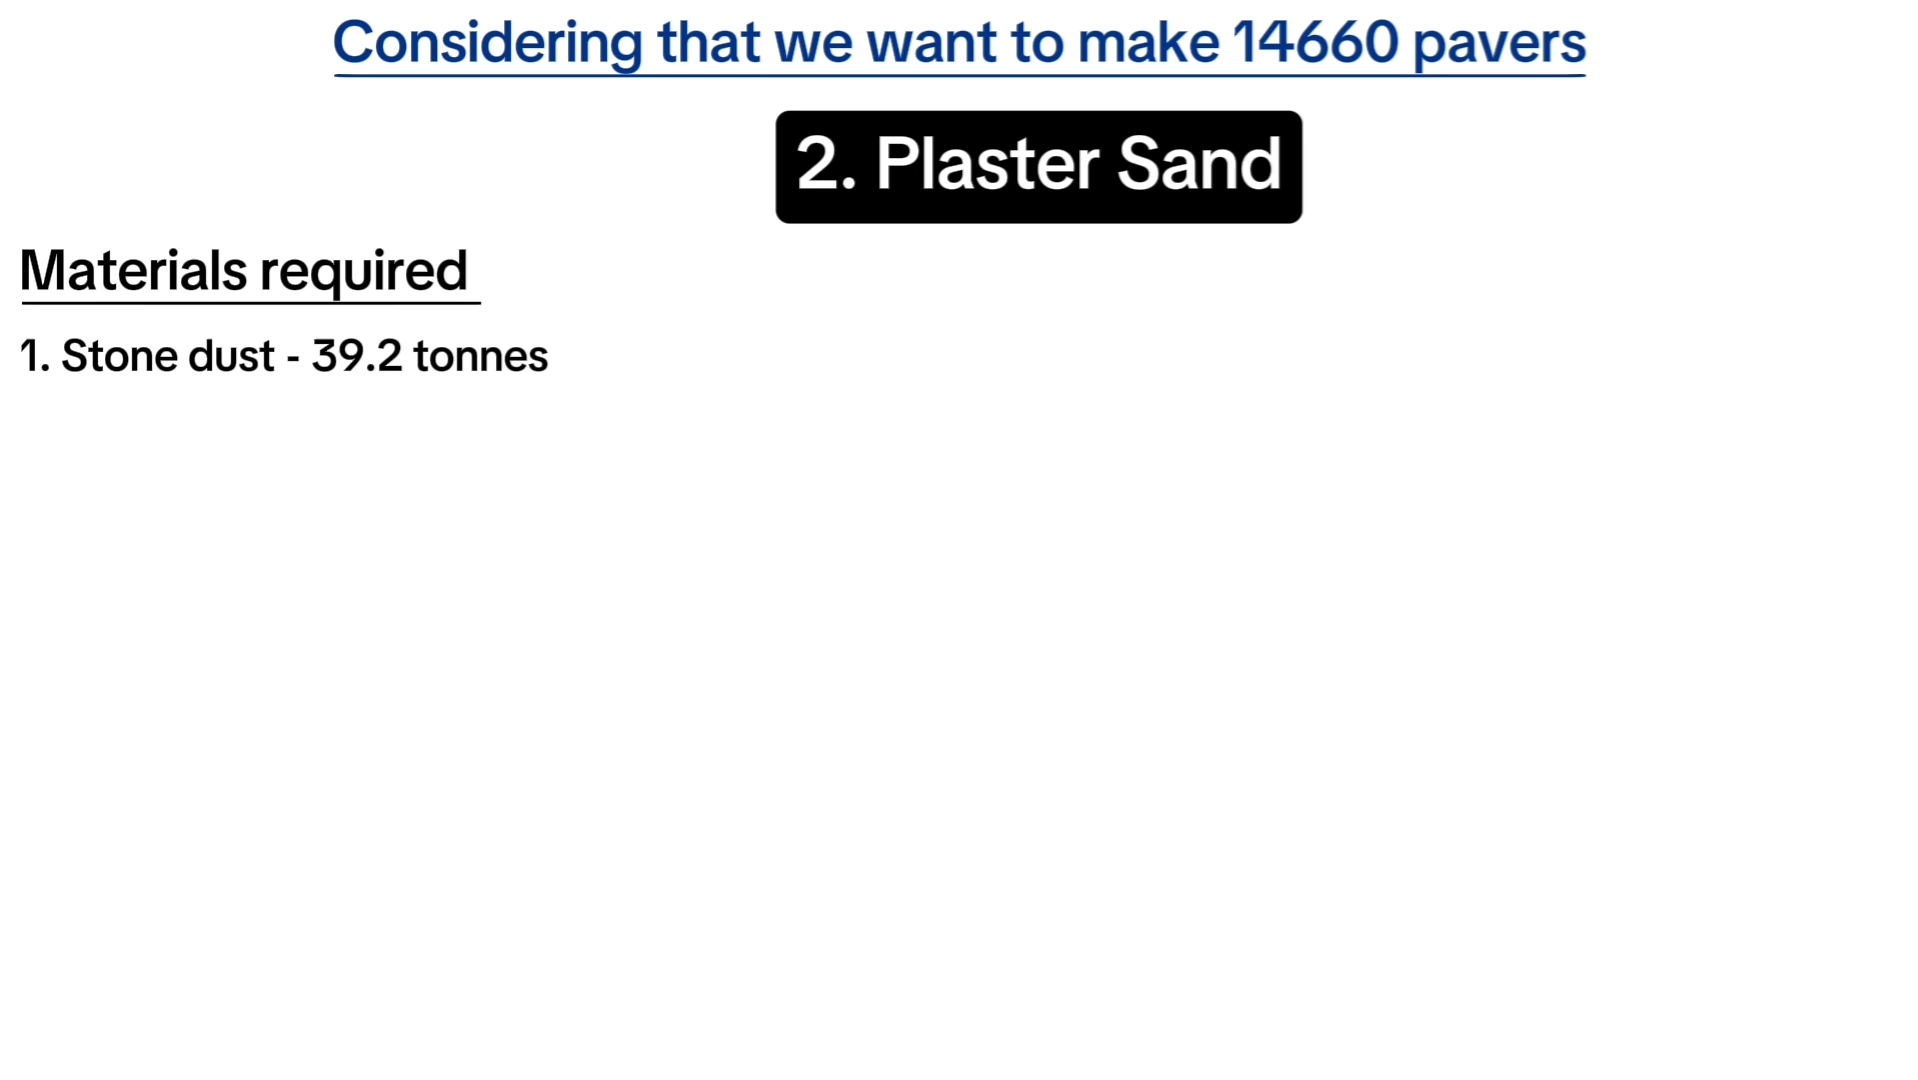 Considering that we want to make 14660 pavers
2. Plaster Sand
Materials required
1. Stone dust - 39.2 tonnes